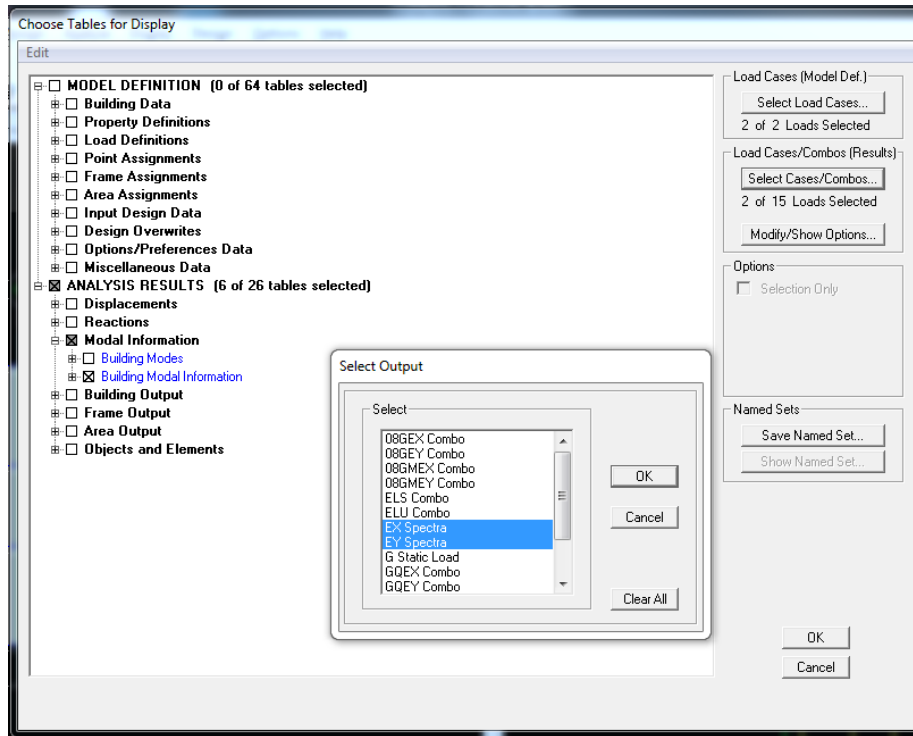 Choose Tables for Display
Edit
MODEL DEFINITION (0 of 64 tables selected)
Building Data
Property Definitions
Load Definitions
Point Assignments
Frame Assignments
Area Assignments
Input Design Data
Design Overwrites
Options/Preferences Data
Miscellaneous Data
ANALYSIS RESULTS (6 of 26 tables selected)
Displacements
Reactions
Modal Information
Building Modes
Building Modal Information
Building Output
Frame Output
Area Output
Objects and Elements
Select Output
Select
08GEX Combo
08GEY Combo
08GMEX Combo
08GMEY Combo
ELS Combo
ELU Combo
EX Spectra
EY Spectra
G Static Load
GQEX Combo
GQEY Combo
OK
Cancel
Clear All
Load Cases (Model Def.)
Select Load Cases...
2 of 2 Loads Selected
Load Cases/Combos (Results)
Select Cases/Combos...
2 of 15 Loads Selected
Modify/Show Options...
Options
Selection Only
Named Sets
Save Named Set...
Show Named Set...
OK
Cancel